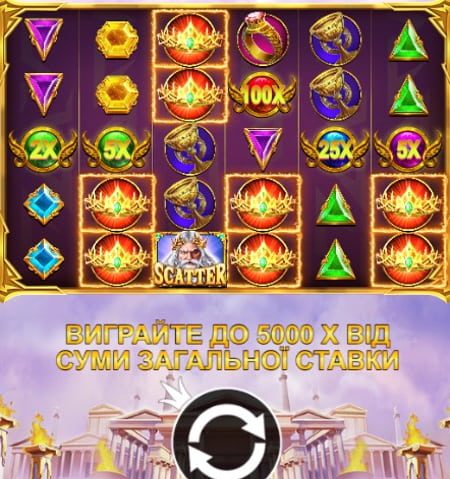 100X
2X 5X 25X 5X
SCATTER
ВИГРАЙТЕ ДО 5000 X ВІД
СУМИ ЗАГАЛЬНОЇ СТАВКИ